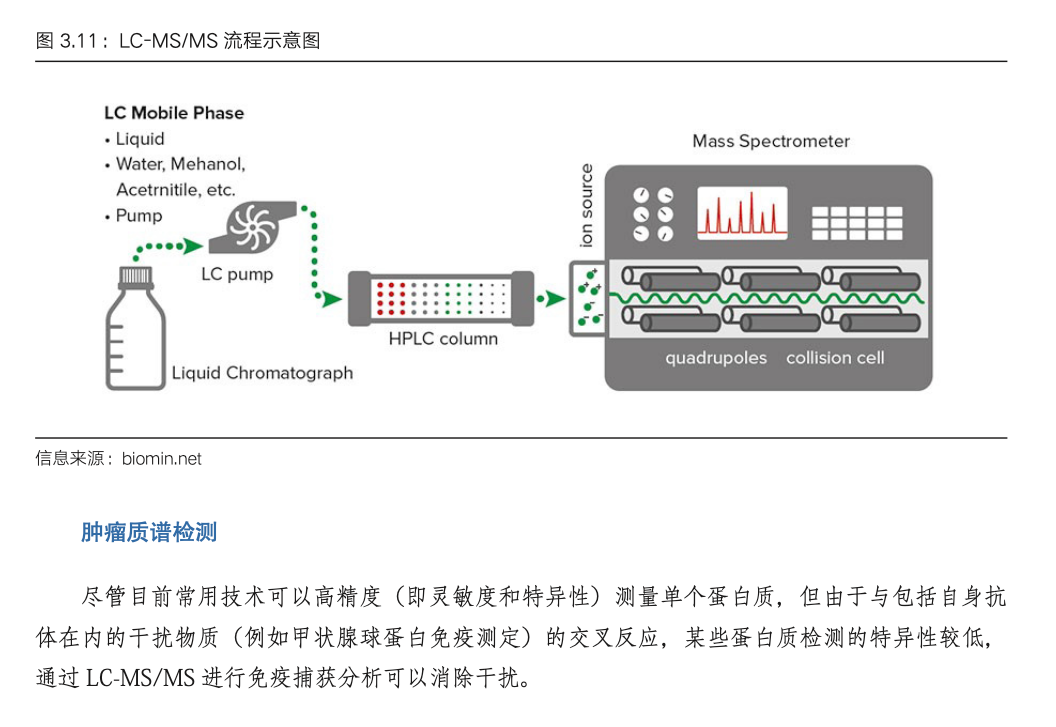 图 3.11：LC-MS/MS 流程示意图
LC Mobile Phase
• Liquid
• Water, Mehanol,
Acetrnitile, etc.
• Pump
LC pump
Liquid Chromatograph
HPLC column
ion source
Mass Spectrometer
quadrupoles collision cell
信息来源：biomin.net
肿瘤质谱检测
尽管目前常用技术可以高精度（即灵敏度和特异性）测量单个蛋白质，但由于与包括自身抗
体在内的干扰物质（例如甲状腺球蛋白免疫测定）的交叉反应，某些蛋白质检测的特异性较低，
通过 LC-MS/MS 进行免疫捕获分析可以消除干扰。